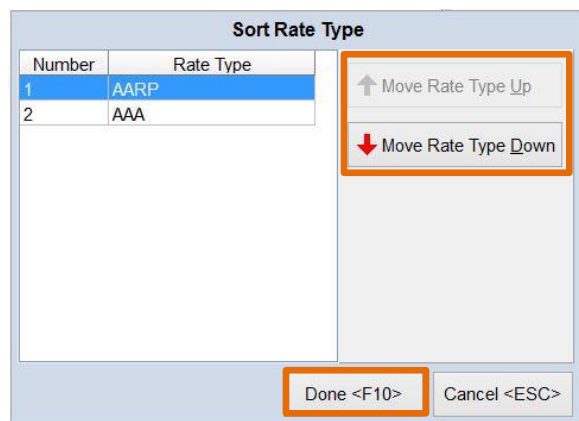 Sort Rate Type
Number Rate Type
1 AARP
2 AAA
Move Rate Type Up
Move Rate Type Down
Done <F10> Cancel <ESC>